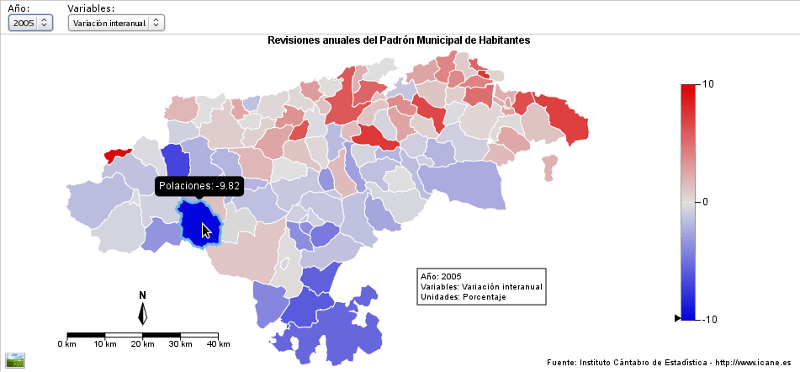 Año:
Variables:
2005
Variación interanual
Revisiones anuales del Padrón Municipal de Habitantes
10
Polaciones: -9.82
0
N
Año: 2005
Variables: Variación interanual
Unidades: Porcentaje
-10
0 km 10 km 20 km 30 km 40 km
Fuente: Instituto Cántabro de Estadística - http://www.icane.es